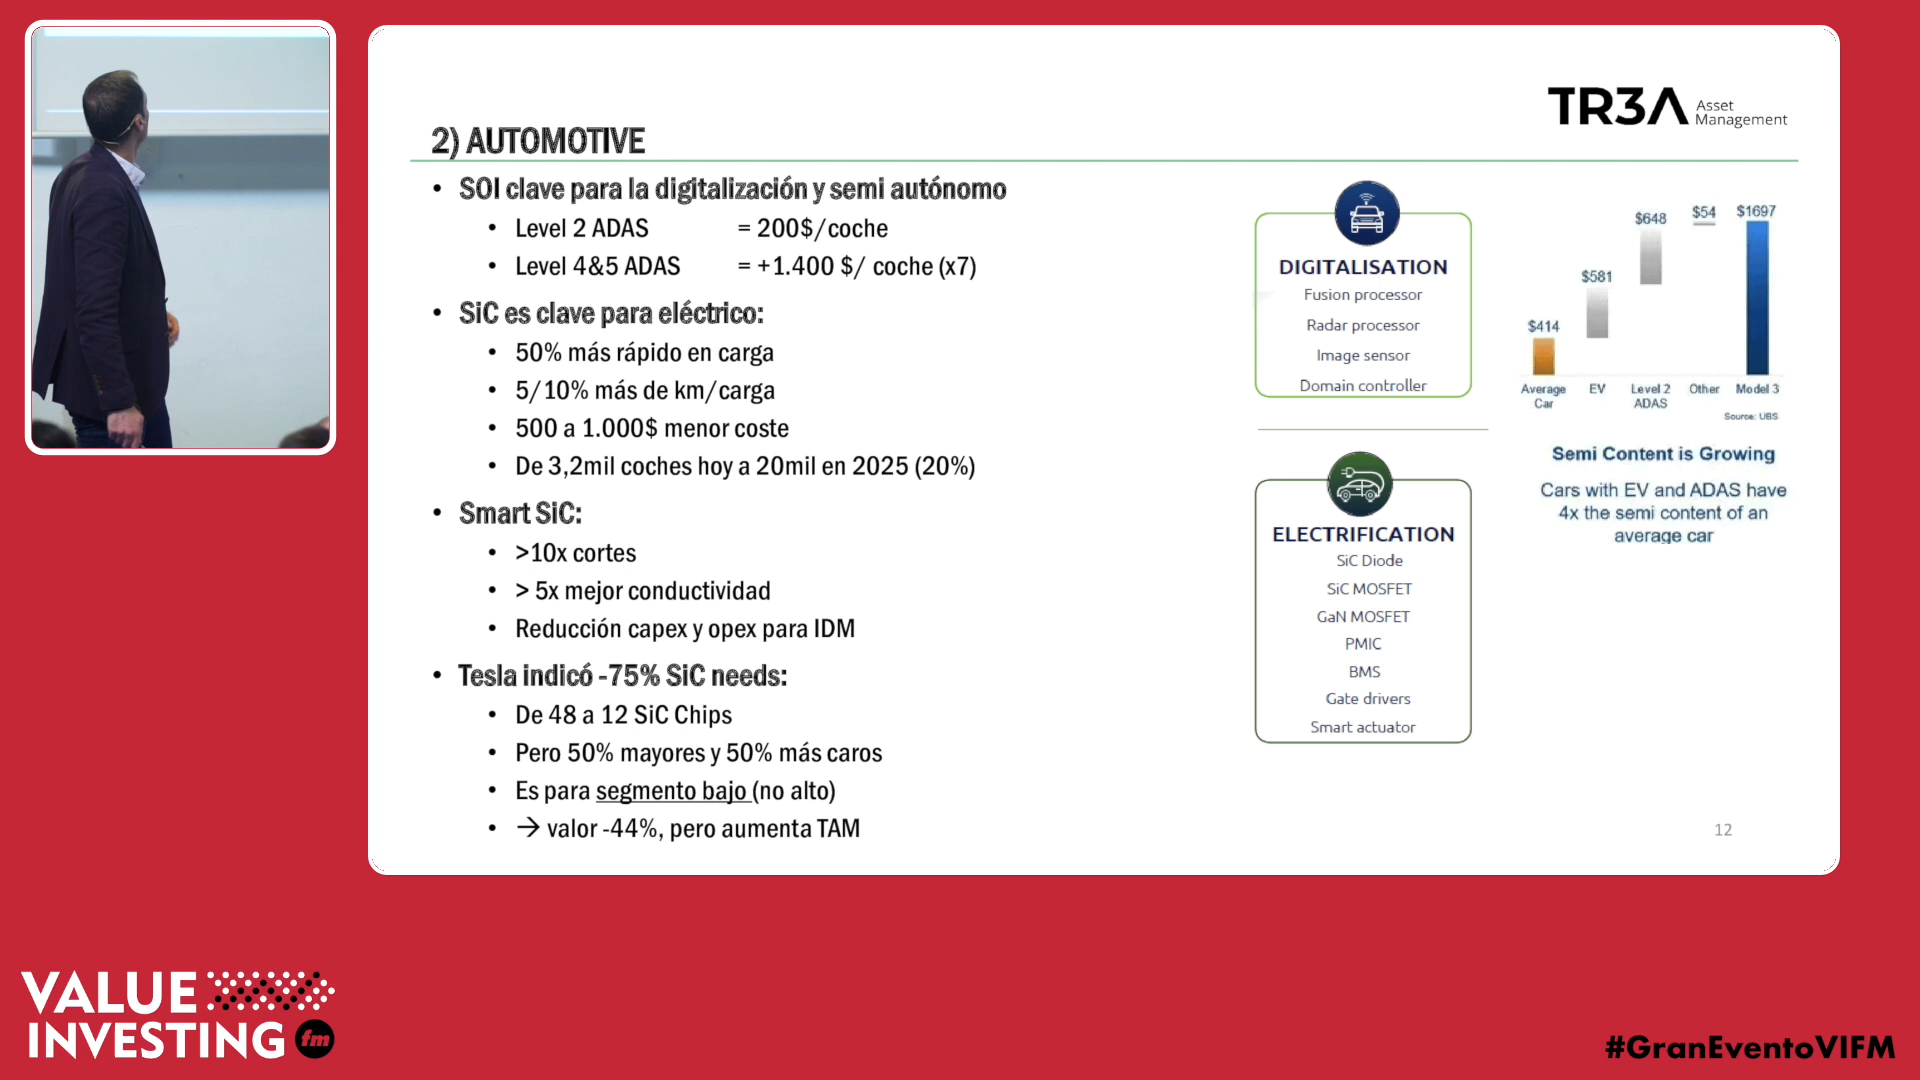 TR3Λ Asset
Management
2) AUTOMOTIVE
• SOI clave para la digitalización y semi autónomo
• Level 2 ADAS = 200$/coche
• Level 4&5 ADAS = +1.400 $/ coche (x7)
• SiC es clave para eléctrico:
• 50% más rápido en carga
• 5/10% más de km/carga
• 500 a 1.000$ menor coste
• De 3,2mil coches hoy a 20mil en 2025 (20%)
• Smart SiC:
• >10x cortes
• > 5x mejor conductividad
• Reducción capex y opex para IDM
• Tesla indicó -75% SiC needs:
• De 48 a 12 SiC Chips
• Pero 50% mayores y 50% más caros
• Es para segmento bajo (no alto)
• → valor -44%, pero aumenta TAM
DIGITALISATION
Fusion processor
Radar processor
Image sensor
Domain controller
ELECTRIFICATION
SiC Diode
SiC MOSFET
GaN MOSFET
PMIC
BMS
Gate drivers
Smart actuator
$414
$581
$648
$54
$1697
Average
Car
EV
Level 2
ADAS
Other
Model 3
Source: UBS
Semi Content is Growing
Cars with EV and ADAS have
4x the semi content of an
average car
12
VALUE
INVESTING fm
#GranEventoVIFM